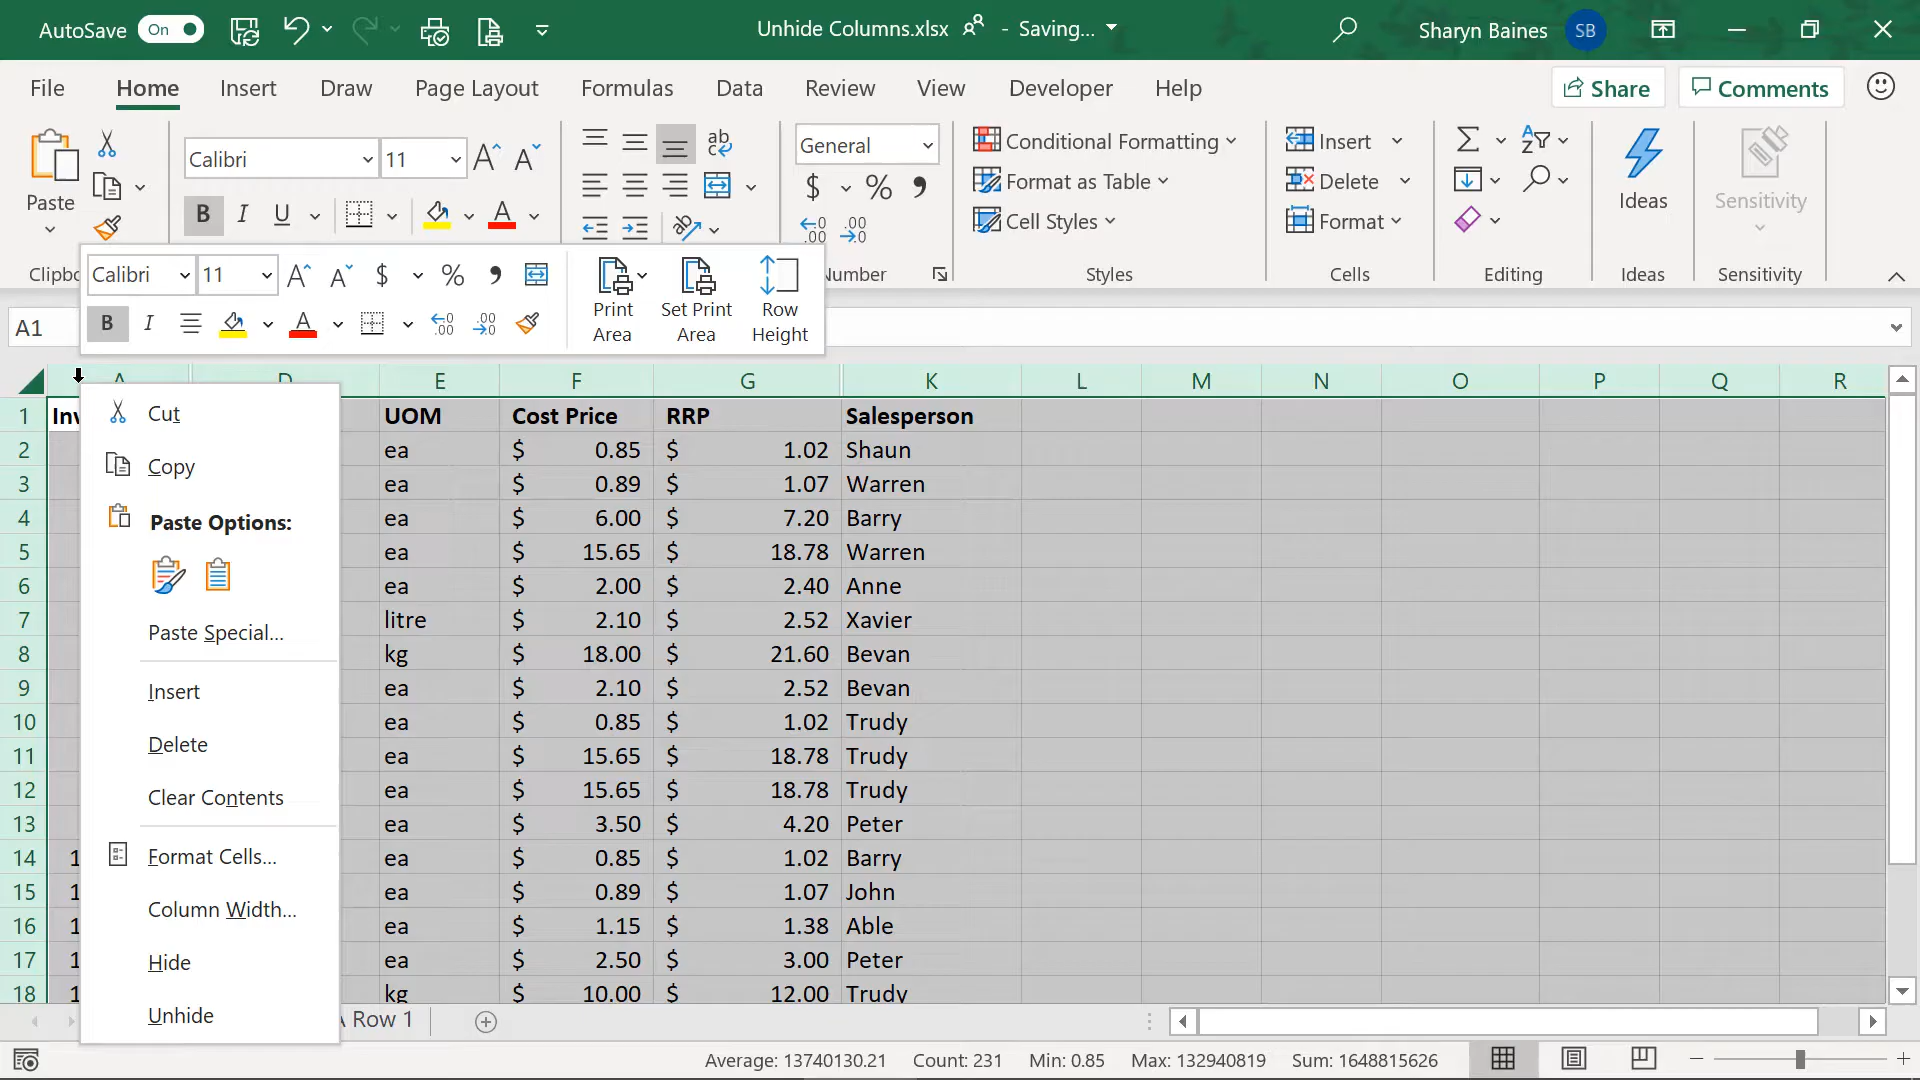 AutoSave On Unhide Columns.xlsx - Saving... Sharyn Baines SB
File Home Insert Draw Page Layout Formulas Data Review View Developer Help Share Comments
Paste Calibri 11 General Conditional Formatting Insert
Format as Table Delete Ideas Sensitivity
Cell Styles Format
Styles Cells Editing Ideas Sensitivity
Calibri 11
Print Area Set Print Area Row Height
A1
E F G K L M N O P Q R
1 UOM Cost Price RRP Salesperson
2 ea $ 0.85 $ 1.02 Shaun
3 ea $ 0.89 $ 1.07 Warren
4 ea $ 6.00 $ 7.20 Barry
5 ea $ 15.65 $ 18.78 Warren
6 ea $ 2.00 $ 2.40 Anne
7 litre $ 2.10 $ 2.52 Xavier
8 kg $ 18.00 $ 21.60 Bevan
9 ea $ 2.10 $ 2.52 Bevan
10 ea $ 0.85 $ 1.02 Trudy
11 ea $ 15.65 $ 18.78 Trudy
12 ea $ 15.65 $ 18.78 Trudy
13 ea $ 3.50 $ 4.20 Peter
14 ea $ 0.85 $ 1.02 Barry
15 ea $ 0.89 $ 1.07 John
16 ea $ 1.15 $ 1.38 Able
17 ea $ 2.50 $ 3.00 Peter
18 kg $ 10.00 $ 12.00 Trudy
Cut
Copy
Paste Options:
Paste Special...
Insert
Delete
Clear Contents
Format Cells...
Column Width...
Hide
Unhide
Row 1
Average: 13740130.21 Count: 231 Min: 0.85 Max: 132940819 Sum: 1648815626